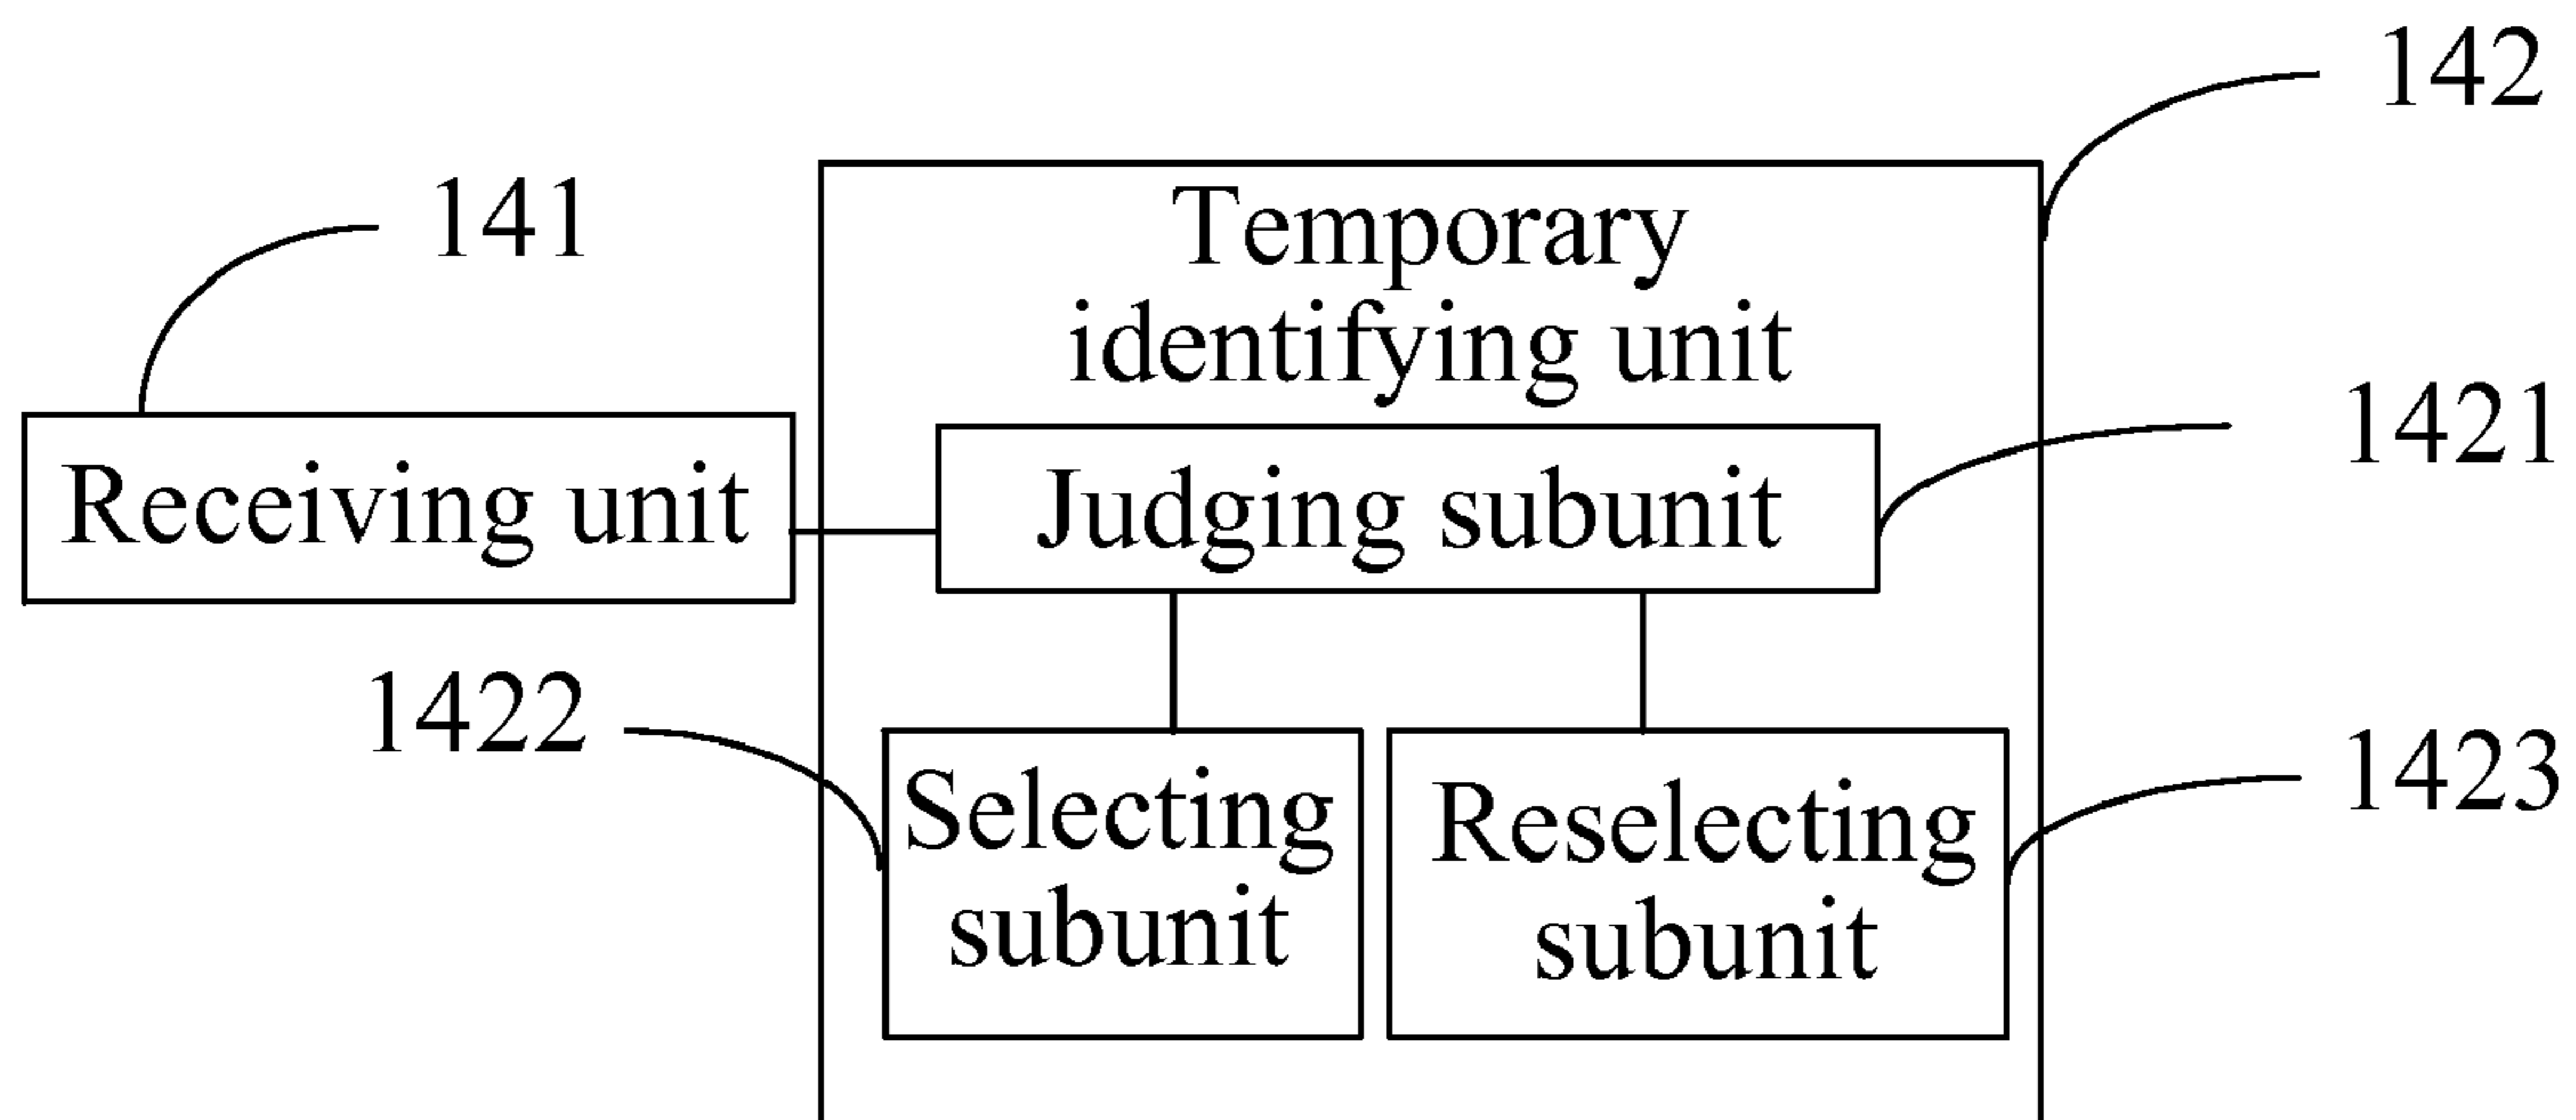 142
141
Temporary
identifying unit
1421
Receiving unit
Judging subunit
1422
1423
Selecting
subunit
Reselecting
subunit